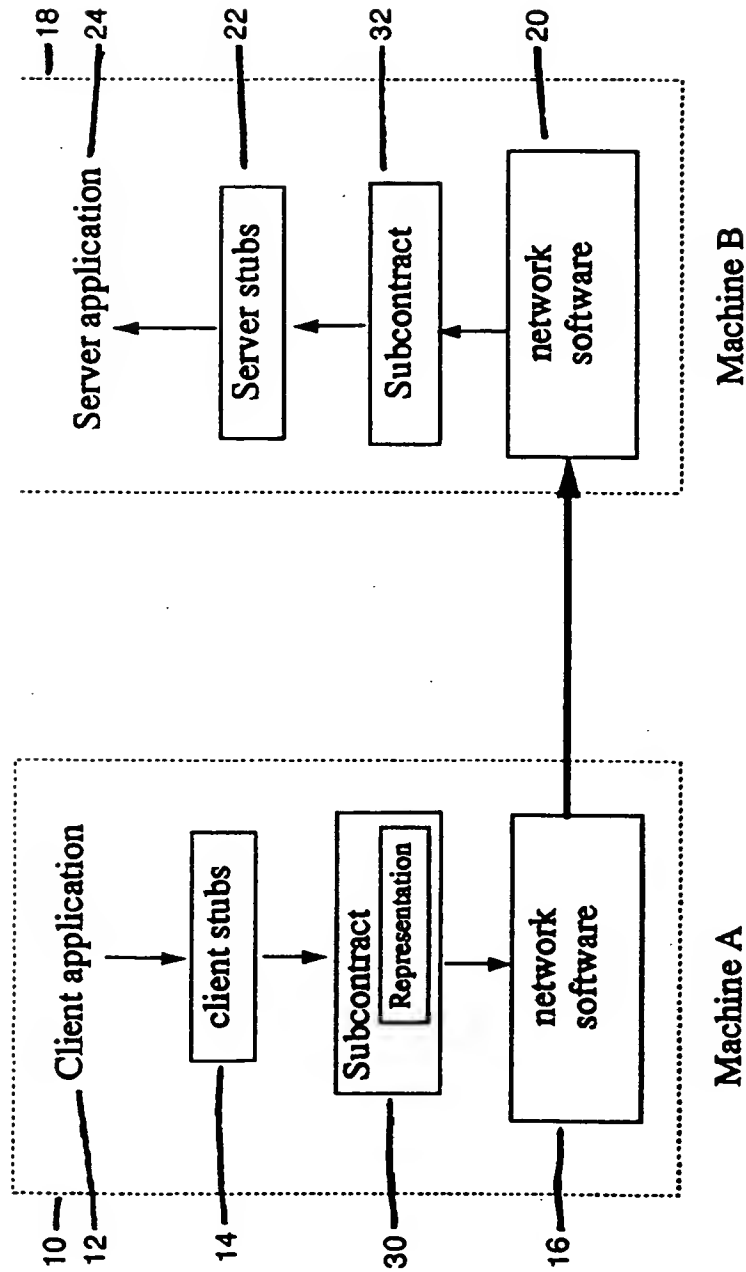 10
12
Client application
14
client stubs
30
Subcontract
Representation
16
network
software
Machine A
18
24
Server application
22
Server stubs
32
Subcontract
20
network
software
Machine B